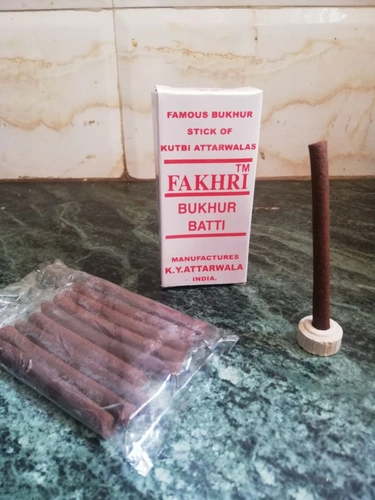 FAMOUS BUKHUR
STICK OF
KUTBI ATTARWALAS
FAKHRI TM
BUKHUR
BATTI
MANUFACTURES
K.Y.ATTARWALA
INDIA.